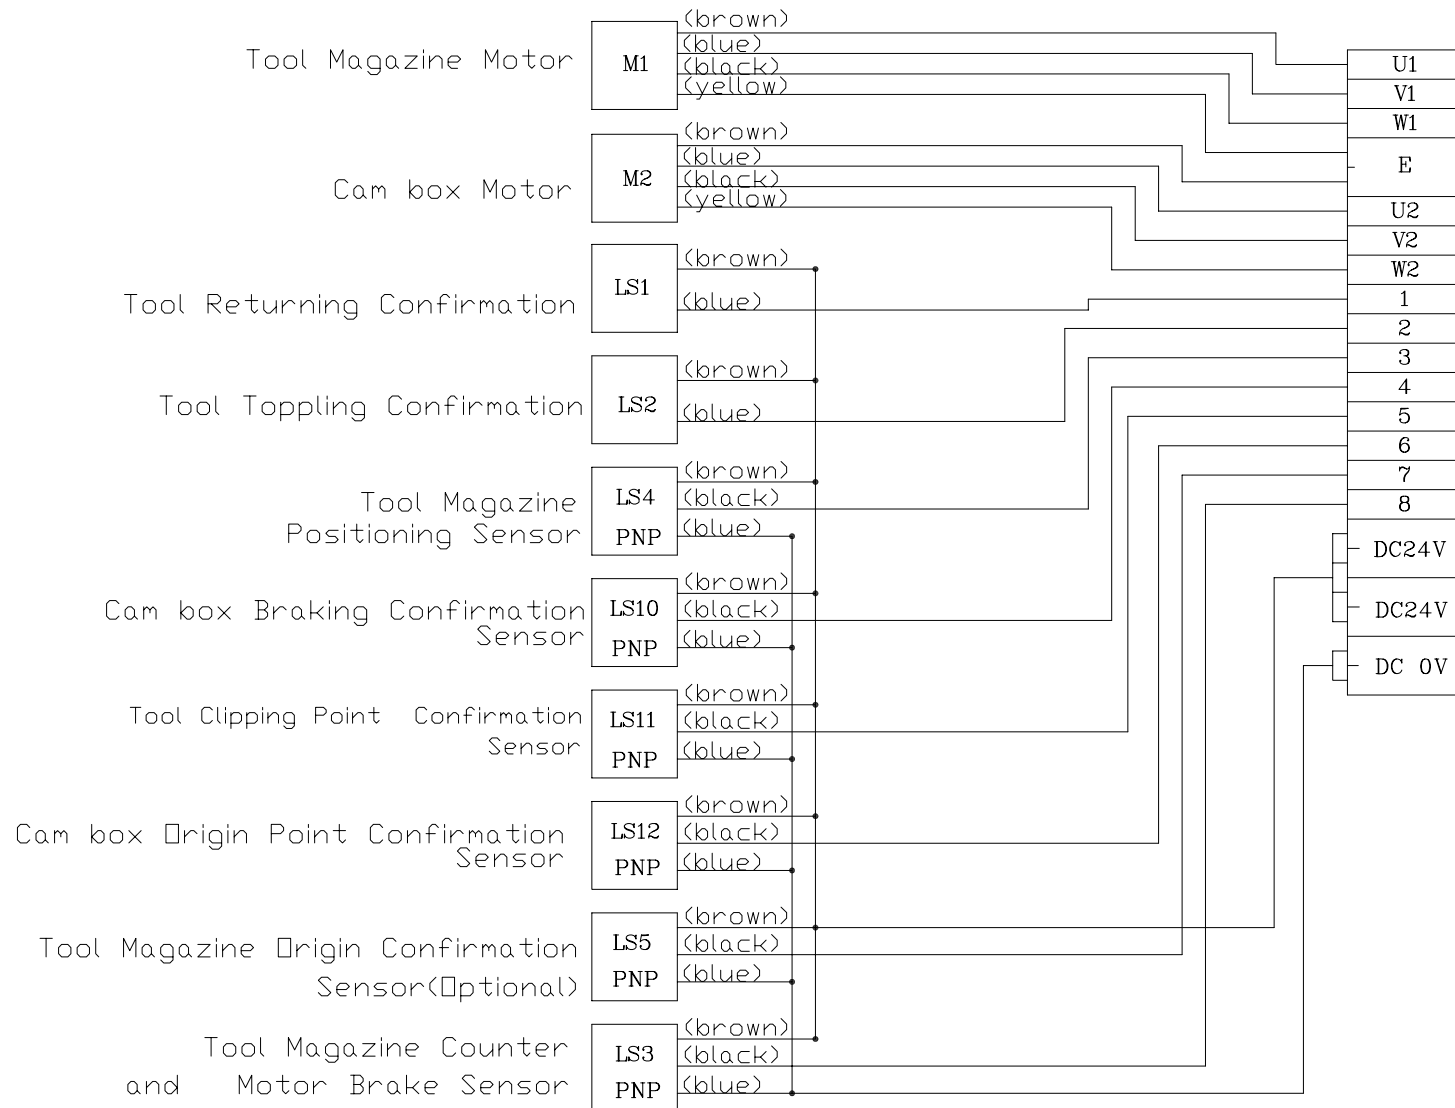 (brown)
Tool Magazine Motor
M1
(blue)
(black)
(yellow)
U1
V1
W1
(brown)
Cam box Motor
M2
(blue)
(black)
(yellow)
E
U2
V2
W2
(brown)
Tool Returning Confirmation
LS1
(blue)
1
2
(brown)
Tool Toppling Confirmation
LS2
(blue)
3
4
5
6
7
8
(brown)
Tool Magazine
LS4
(black)
Positioning Sensor
PNP
(blue)
DC24V
DC24V
DC 0V
(brown)
Cam box Braking Confirmation
LS10
(black)
Sensor
PNP
(blue)
(brown)
Tool Clipping Point Confirmation
LS11
(black)
Sensor
PNP
(blue)
(brown)
Cam box Origin Point Confirmation
LS12
(black)
Sensor
PNP
(blue)
(brown)
Tool Magazine Origin Confirmation
LS5
(black)
Sensor(Optional)
PNP
(blue)
(brown)
Tool Magazine Counter
LS3
(black)
and Motor Brake Sensor
PNP
(blue)